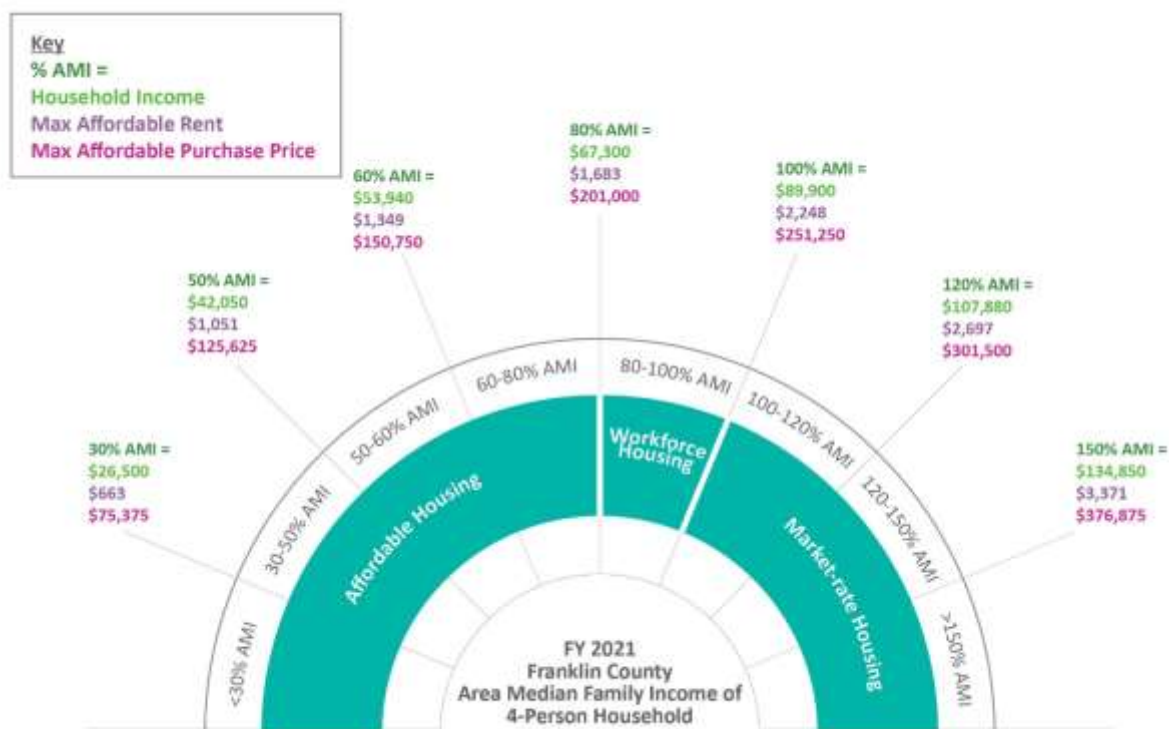 Key
% AMI =
Household Income
Max Affordable Rent
Max Affordable Purchase Price
30% AMI =
$26,500
$663
$75,375
50% AMI =
$42,050
$1,051
$125,625
60% AMI =
$53,940
$1,349
$150,750
80% AMI =
$67,300
$1,683
$201,000
100% AMI =
$89,900
$2,248
$251,250
120% AMI =
$107,880
$2,697
$301,500
150% AMI =
$134,850
$3,371
$376,875
<30% AMI
30-50% AMI
50-60% AMI
60-80% AMI
80-100% AMI
100-120% AMI
120-150% AMI
>150% AMI
Affordable Housing
Workforce
Housing
Market-rate Housing
FY 2021
Franklin County
Area Median Family Income of
4-Person Household